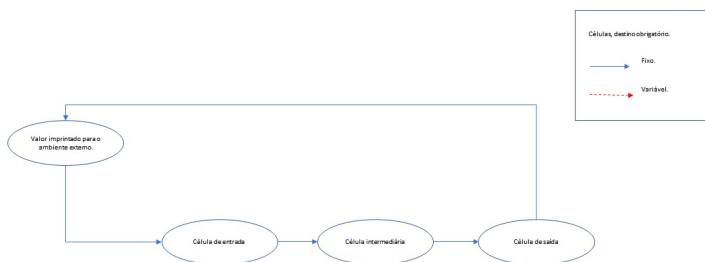 Células, destino obrigatório.
Fixo.
Variável.
Valor imprintado para o
ambiente externo.
Célula de entrada
Célula intermediária
Célula de saída